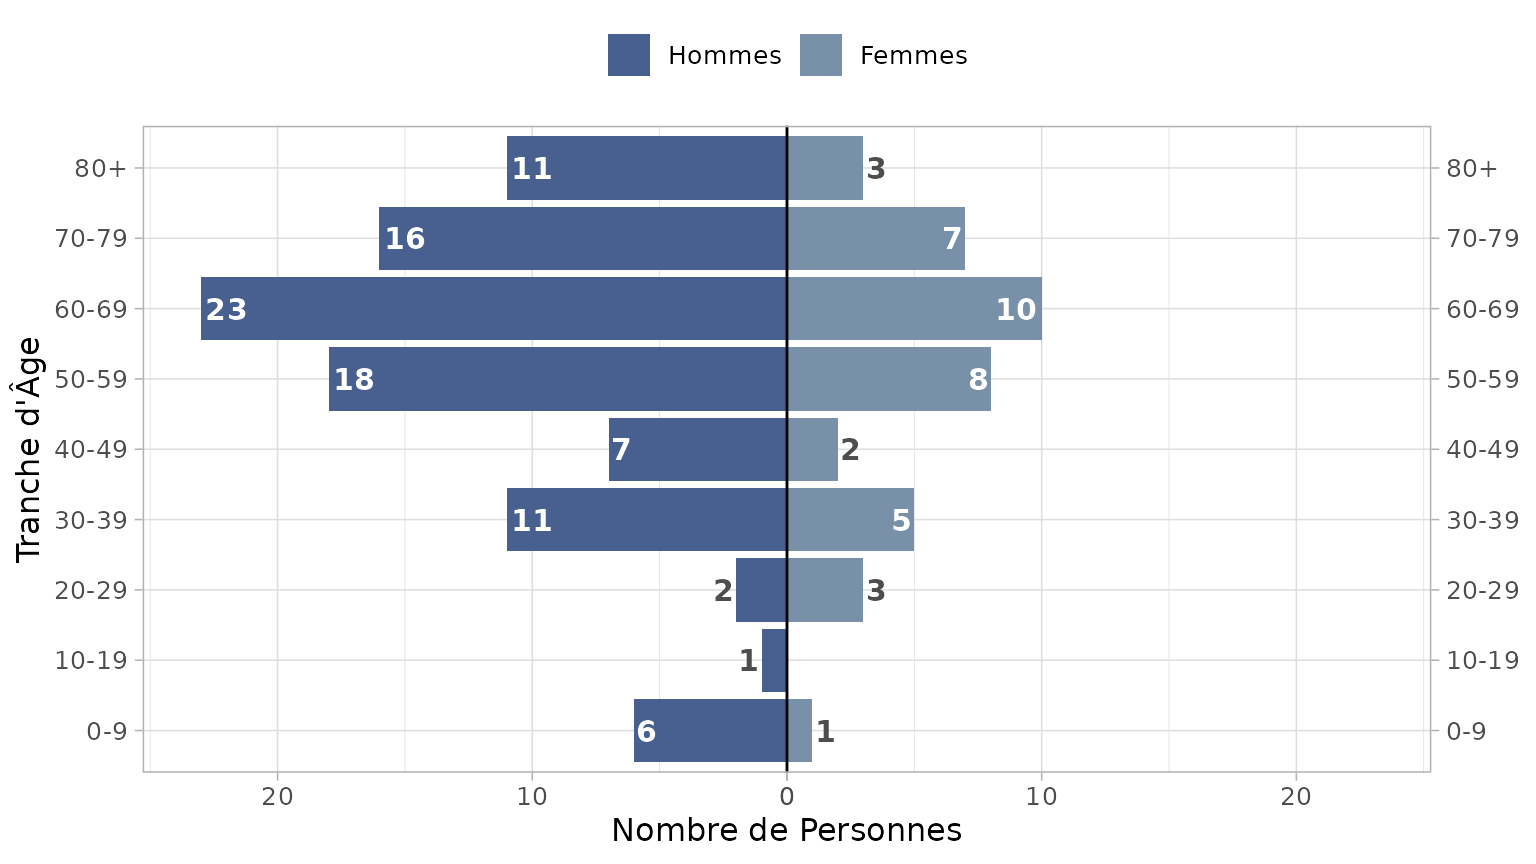 Hommes Femmes
80+ 11 3 80+
70-79 16 7 70-79
60-69 23 10 60-69
50-59 18 8 50-59
40-49 7 2 40-49
30-39 11 5 30-39
20-29 2 3 20-29
10-19 1 10-19
0-9 6 1 0-9
Tranche d'Âge
20 10 0 10 20
Nombre de Personnes